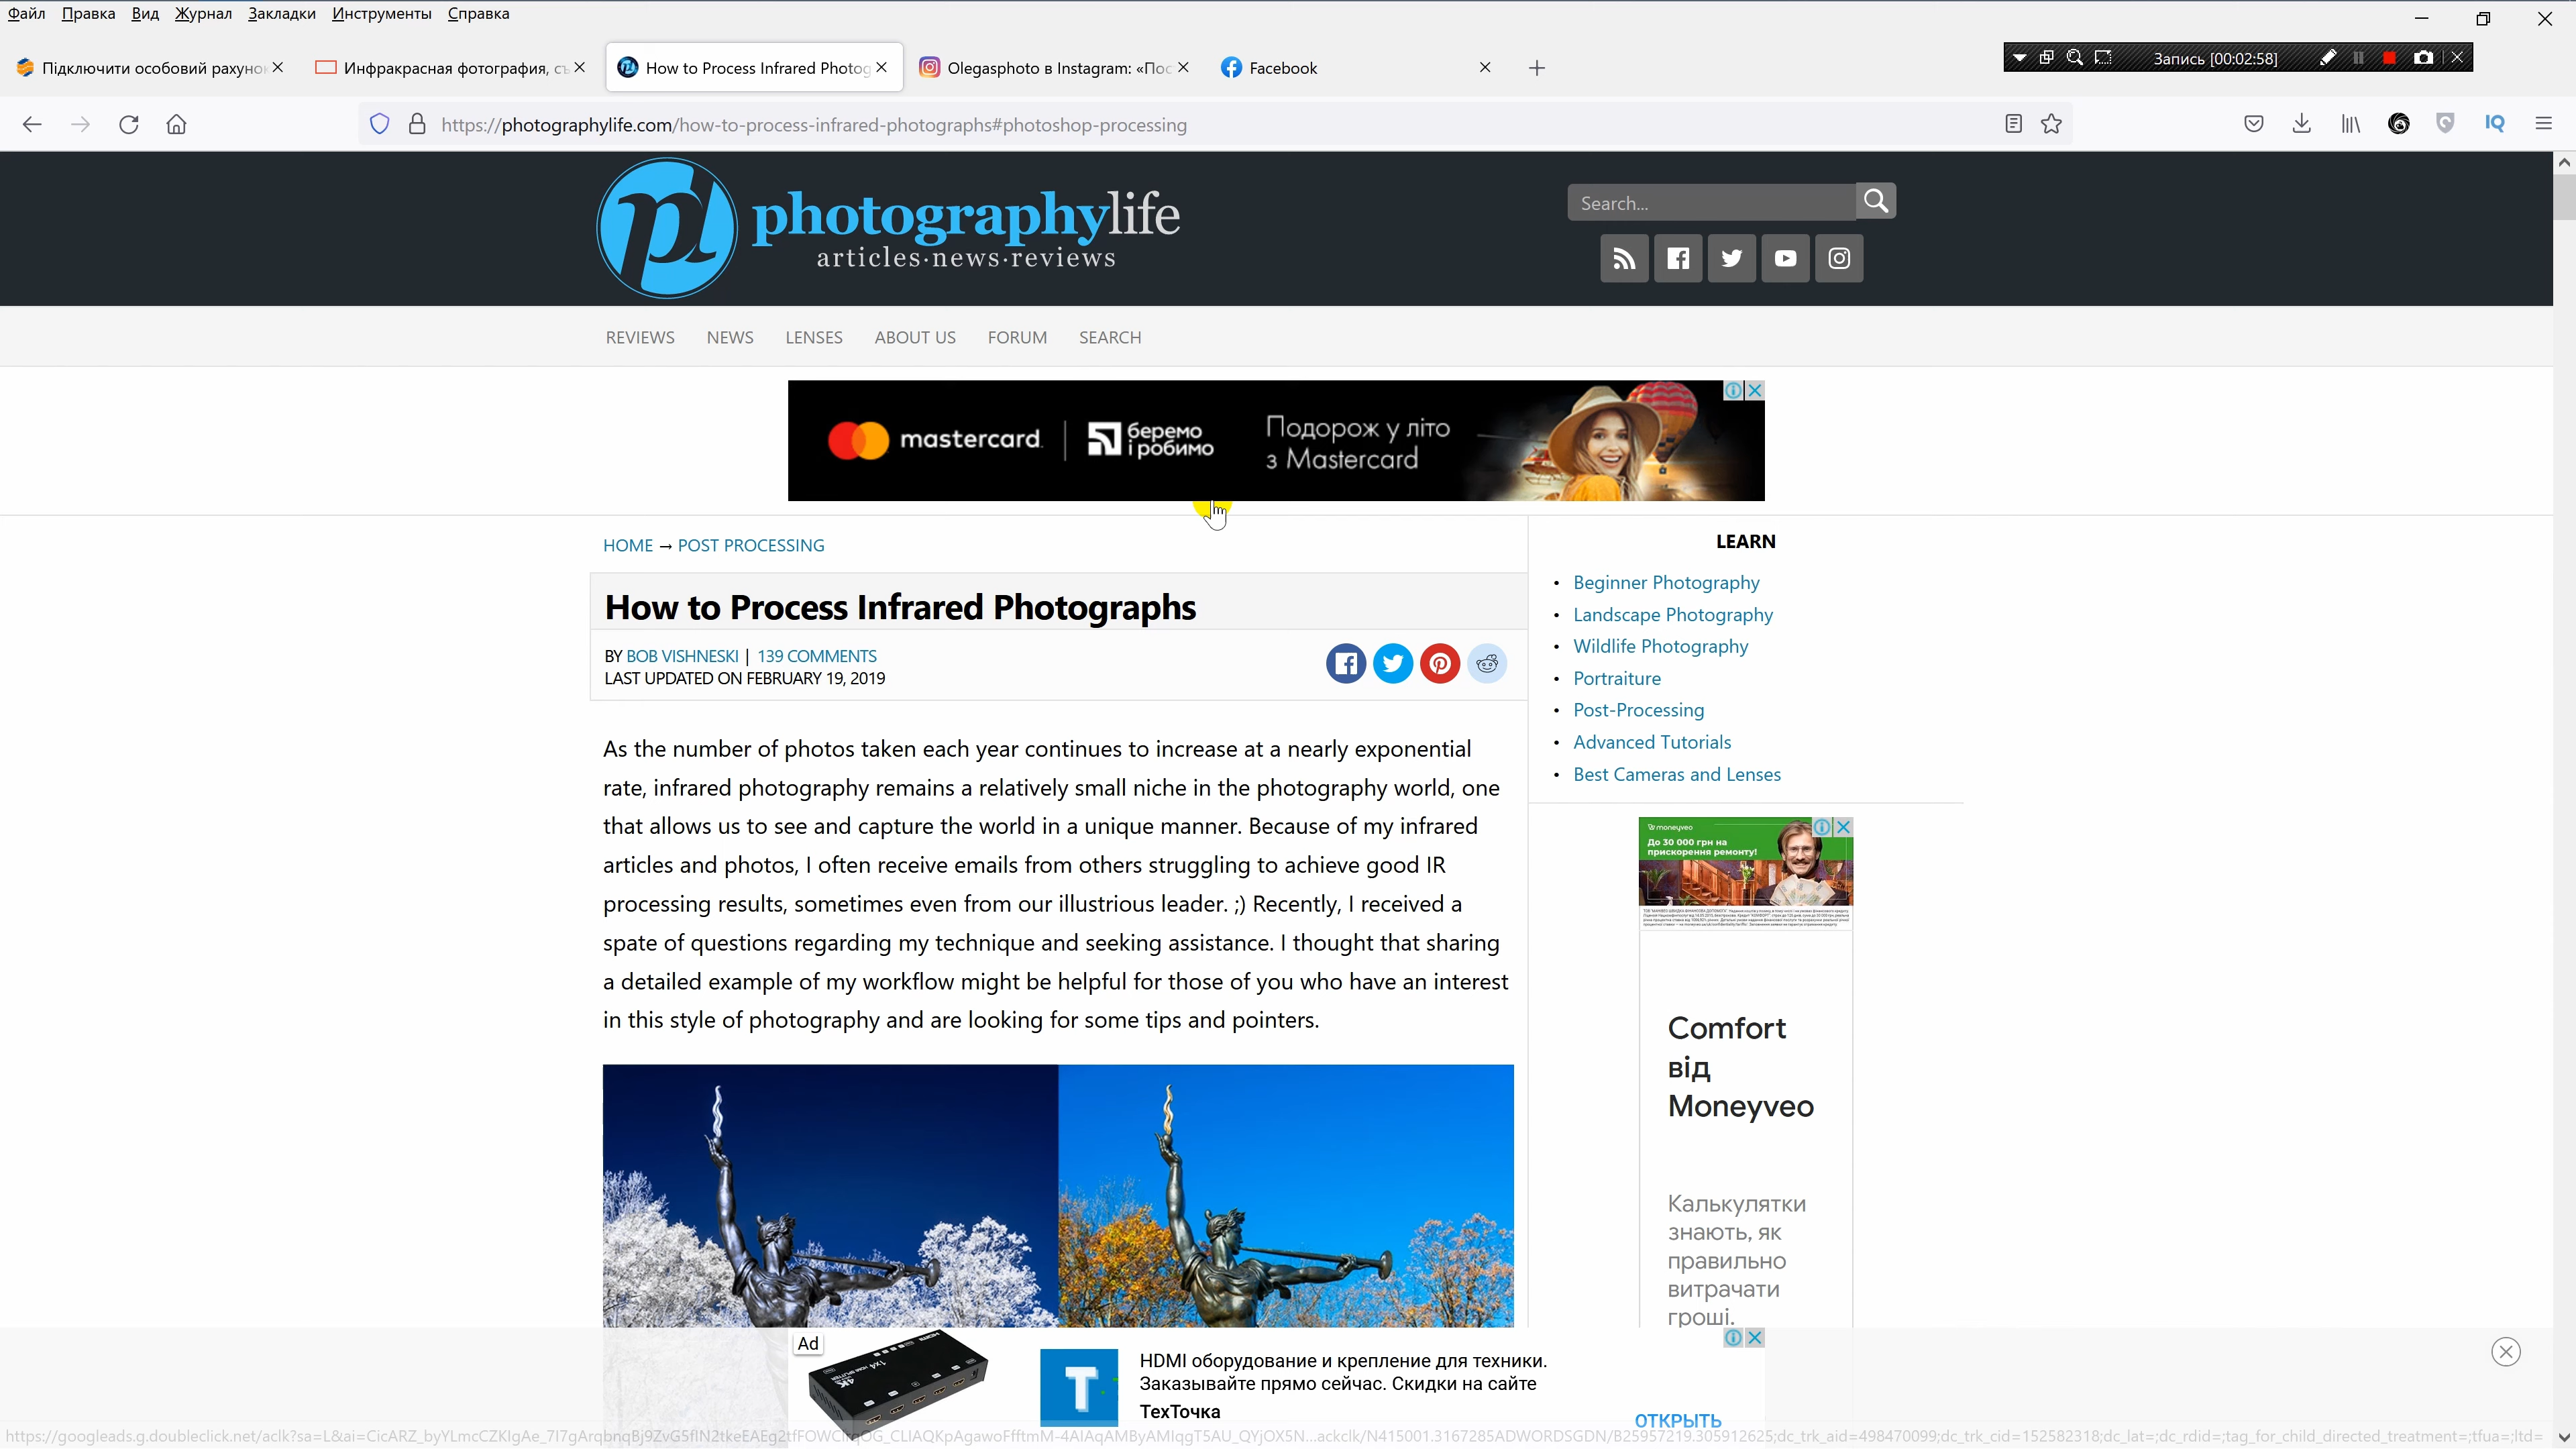 Файл Правка Вид Журнал Закладки Инструменты Справка
Підключити особовий рахунок
Инфракрасная фотография, съ
How to Process Infrared Photog
Olegasphoto в Instagram: «Пос
Facebook
Запись [00:02:58]
https://photographylife.com/how-to-process-infrared-photographs#photoshop-processing
IQ
photographylife
articles·news·reviews
Search...
REVIEWS NEWS LENSES ABOUT US FORUM SEARCH
mastercard. беремо і робимо
Подорож у літо
з Mastercard
HOME → POST PROCESSING
How to Process Infrared Photographs
BY BOB VISHNESKI | 139 COMMENTS
LAST UPDATED ON FEBRUARY 19, 2019
As the number of photos taken each year continues to increase at a nearly exponential
rate, infrared photography remains a relatively small niche in the photography world, one
that allows us to see and capture the world in a unique manner. Because of my infrared
articles and photos, I often receive emails from others struggling to achieve good IR
processing results, sometimes even from our illustrious leader. ;) Recently, I received a
spate of questions regarding my technique and seeking assistance. I thought that sharing
a detailed example of my workflow might be helpful for those of you who have an interest
in this style of photography and are looking for some tips and pointers.
LEARN
• Beginner Photography
• Landscape Photography
• Wildlife Photography
• Portraiture
• Post-Processing
• Advanced Tutorials
• Best Cameras and Lenses
moneyveo
До 30 000 грн на
прискорення ремонту!
Comfort
від
Moneyveo
Калькулятки
знають, як
правильно
витрачати
гроші.
Ad
1x4
4K
HDMI
T
HDMI оборудование и крепление для техники.
Заказывайте прямо сейчас. Скидки на сайте
ТехТочка
ОТКРЫТЬ